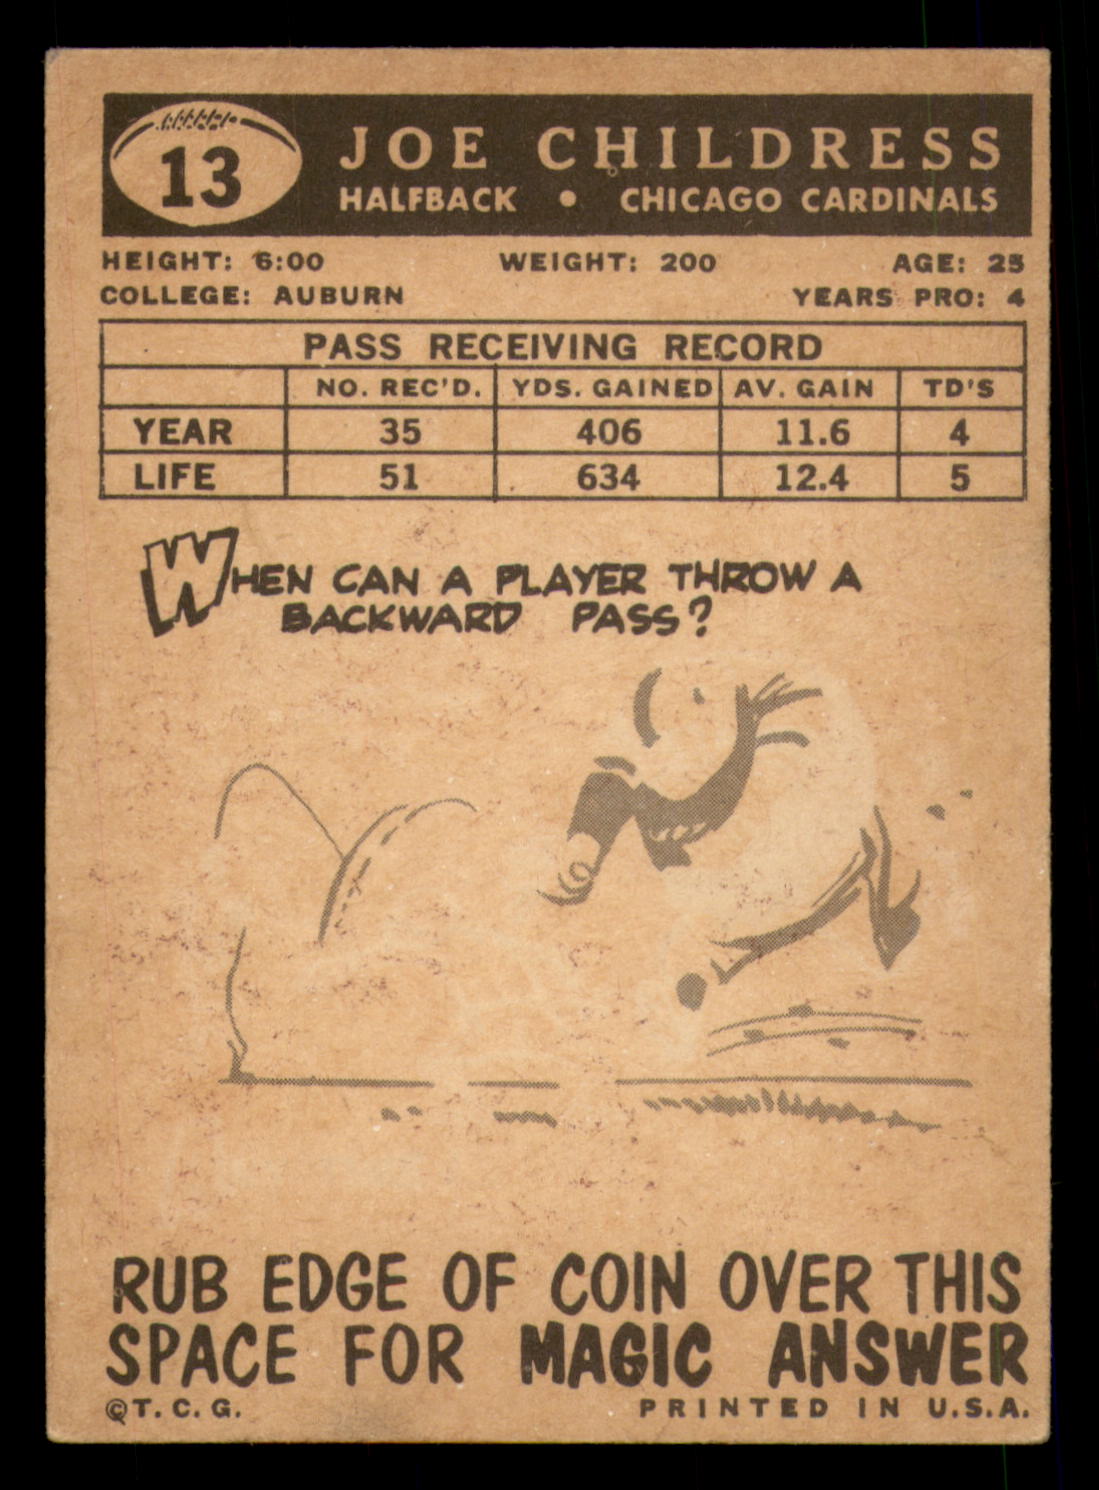 13
JOE CHILDRESS
HALFBACK • CHICAGO CARDINALS
HEIGHT: 6:00 WEIGHT: 200 AGE: 25
COLLEGE: AUBURN YEARS PRO: 4
PASS RECEIVING RECORD
NO. REC'D. YDS. GAINED AV. GAIN TD'S
YEAR 35 406 11.6 4
LIFE 51 634 12.4 5
WHEN CAN A PLAYER THROW A
BACKWARD PASS?
RUB EDGE OF COIN OVER THIS
SPACE FOR MAGIC ANSWER
©T. C. G. PRINTED IN U.S.A.